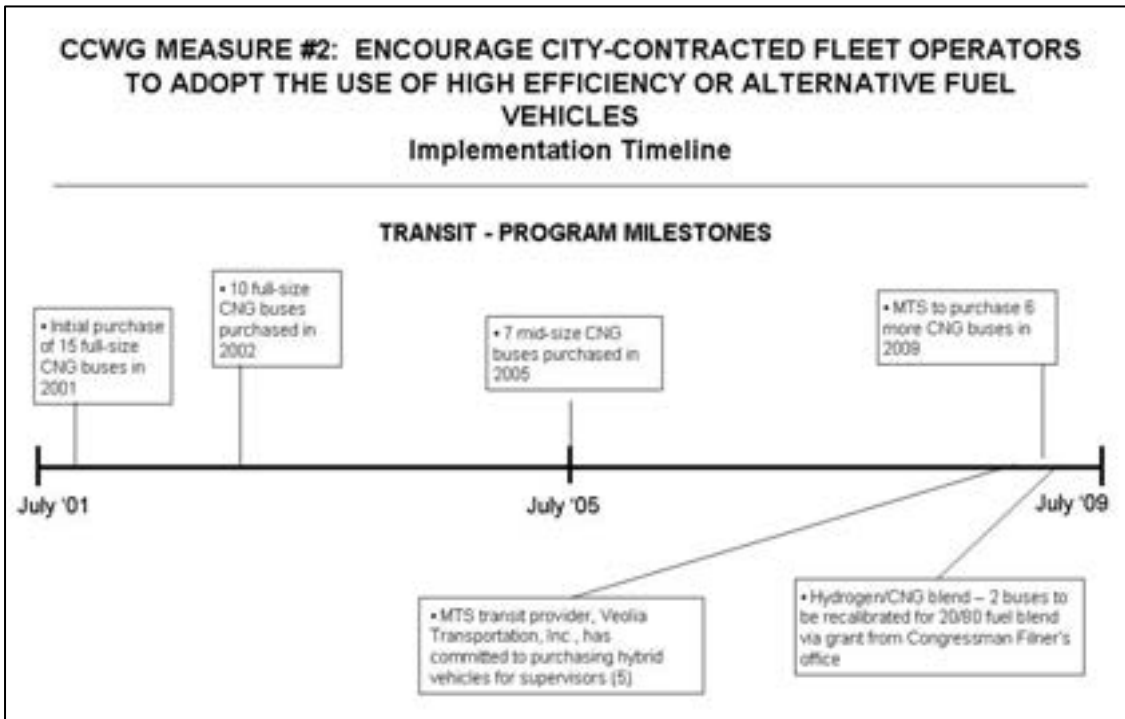 CCWG MEASURE #2: ENCOURAGE CITY-CONTRACTED FLEET OPERATORS
TO ADOPT THE USE OF HIGH EFFICIENCY OR ALTERNATIVE FUEL
VEHICLES
Implementation Timeline
TRANSIT - PROGRAM MILESTONES
▪ Initial purchase
of 15 full-size
CNG buses in
2001
▪ 10 full-size
CNG buses
purchased in
2002
▪ 7 mid-size CNG
buses purchased in
2005
▪ MTS to purchase 6
more CNG buses in
2009
July '01
July '05
July '09
▪ MTS transit provider, Veolia
Transportation, Inc., has
committed to purchasing hybrid
vehicles for supervisors (5)
▪ Hydrogen/CNG blend – 2 buses to
be recalibrated for 20/80 fuel blend
via grant from Congressman Filner's
office